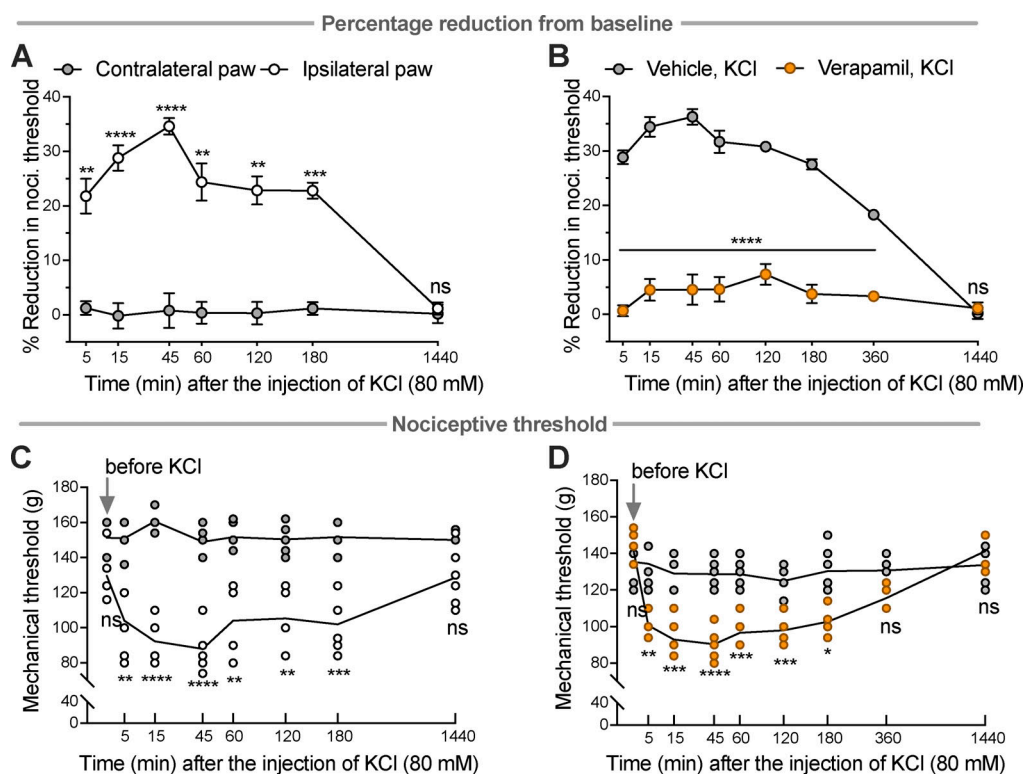 Percentage reduction from baseline
A
B
Contralateral paw
Ipsilateral paw
Vehicle, KCl
Verapamil, KCl
% Reduction in noci. threshold
40
30
20
10
0
**
****
****
**
**
***
ns
5
15
45
60
120
180
1440
Time (min) after the injection of KCl (80 mM)
% Reduction in noci. threshold
40
30
20
10
0
****
ns
5
15
45
60
120
180
360
1440
Time (min) after the injection of KCl (80 mM)
Nociceptive threshold
C
before KCl
Mechanical threshold (g)
180
160
140
120
100
80
40
0
ns
**
****
****
**
**
***
ns
5
15
45
60
120
180
1440
Time (min) after the injection of KCl (80 mM)
D
before KCl
Mechanical threshold (g)
180
160
140
120
100
80
40
0
ns
**
***
****
***
***
*
ns
ns
5
15
45
60
120
180
360
1440
Time (min) after the injection of KCl (80 mM)